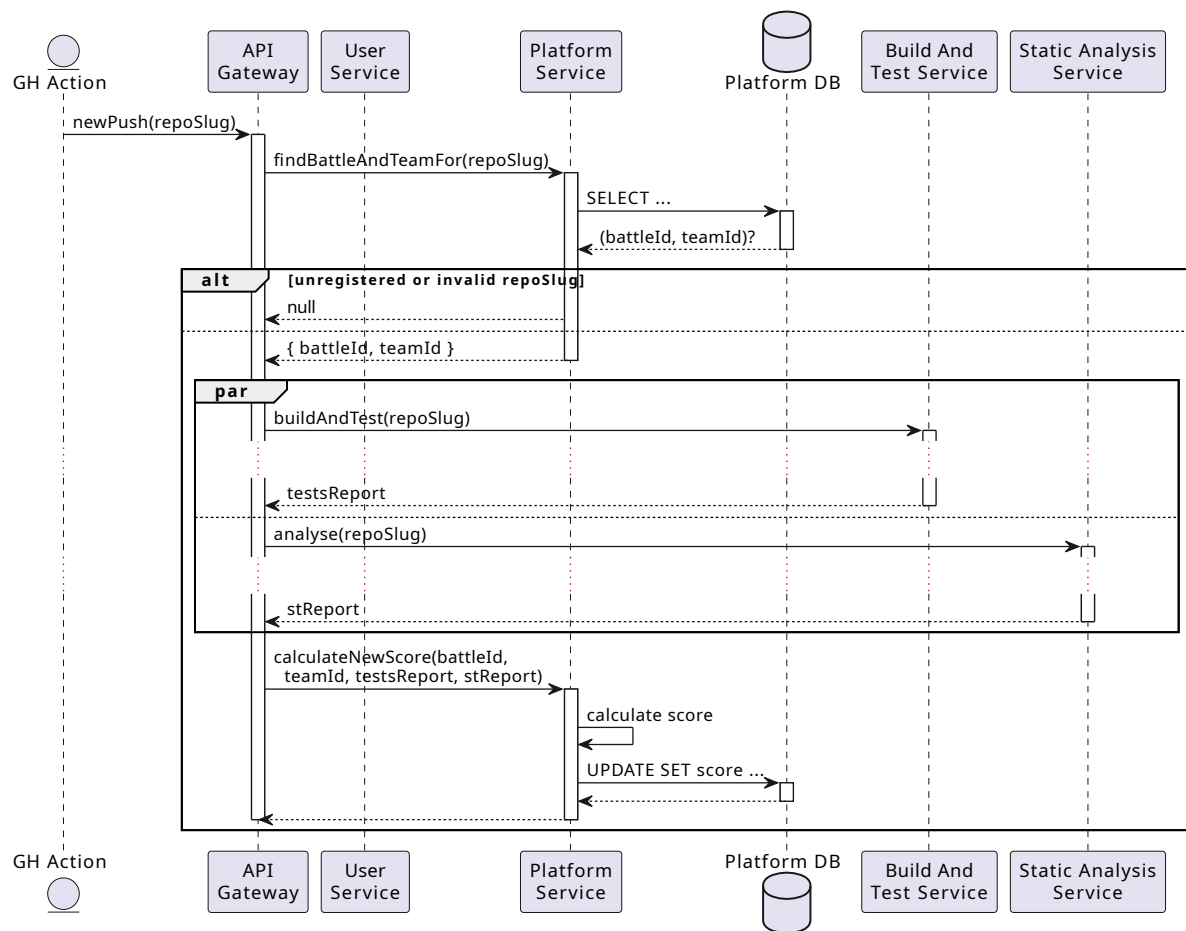 API
Gateway
User
Service
Platform
Service
Build And
Test Service
Static Analysis
Service
GH Action
Platform DB
newPush(repoSlug)
findBattleAndTeamFor(repoSlug)
SELECT ...
(battleId, teamId)?
alt [unregistered or invalid repoSlug]
null
{ battleId, teamId }
par
buildAndTest(repoSlug)
testsReport
analyse(repoSlug)
stReport
calculateNewScore(battleId,
teamId, testsReport, stReport)
calculate score
UPDATE SET score ...
GH Action
Platform DB
API
Gateway
User
Service
Platform
Service
Build And
Test Service
Static Analysis
Service